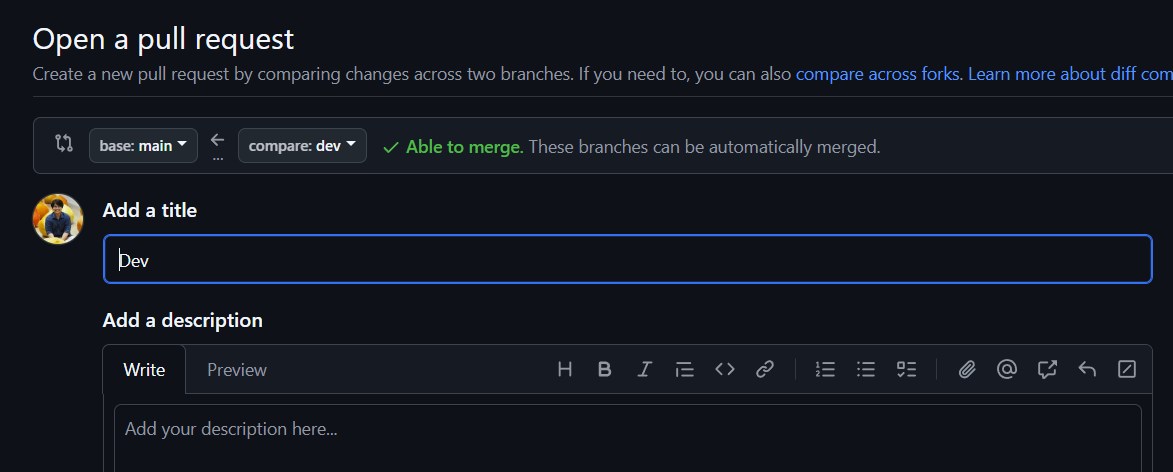 Open a pull request
Create a new pull request by comparing changes across two branches. If you need to, you can also compare across forks. Learn more about diff com
base: main
compare: dev
Able to merge. These branches can be automatically merged.
Add a title
Dev
Add a description
Write Preview
Add your description here...